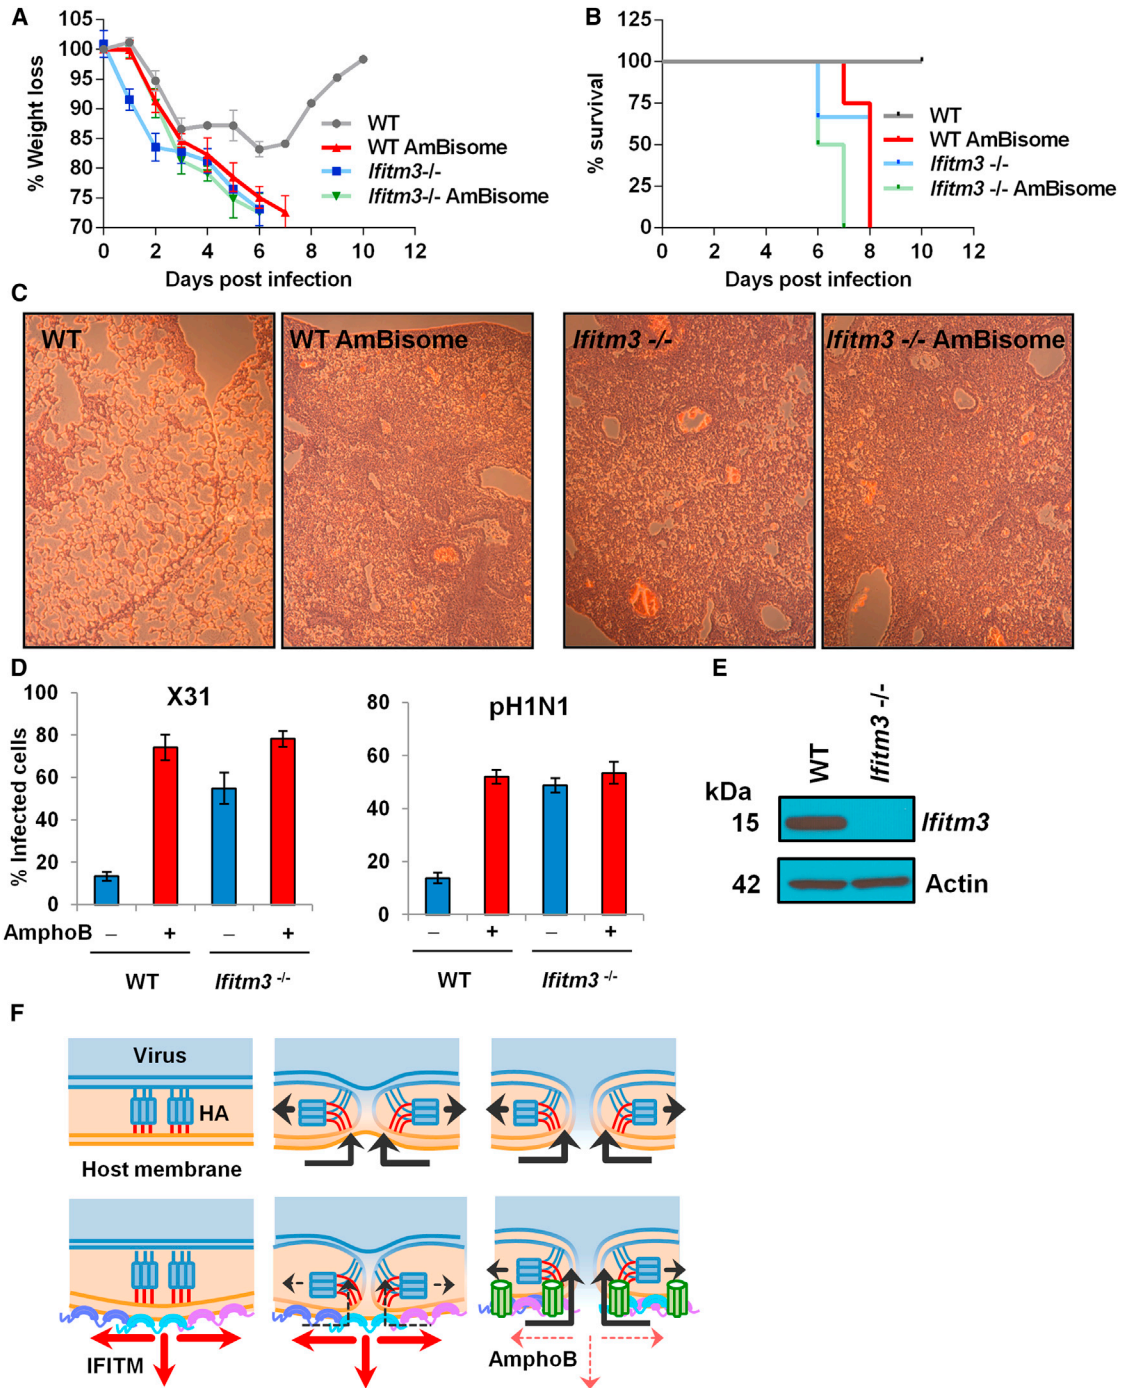 A
105
100
95
90
85
80
75
70
% Weight loss
0 2 4 6 8 10 12
Days post infection
WT
WT AmBisome
Ifitm3-/-
Ifitm3-/- AmBisome
B
125
100
75
50
25
0
% survival
0 2 4 6 8 10 12
Days post infection
WT
WT AmBisome
Ifitm3 -/-
Ifitm3 -/- AmBisome
C
WT
WT AmBisome
Ifitm3 -/-
Ifitm3 -/- AmBisome
D
X31
100
80
60
40
20
0
% Infected cells
AmphoB – + – +
WT Ifitm3 -/-
pH1N1
80
60
40
20
0
– + – +
WT Ifitm3 -/-
E
WT Ifitm3 -/-
kDa
15 Ifitm3
42 Actin
F
Virus
HA
Host membrane
IFITM
AmphoB